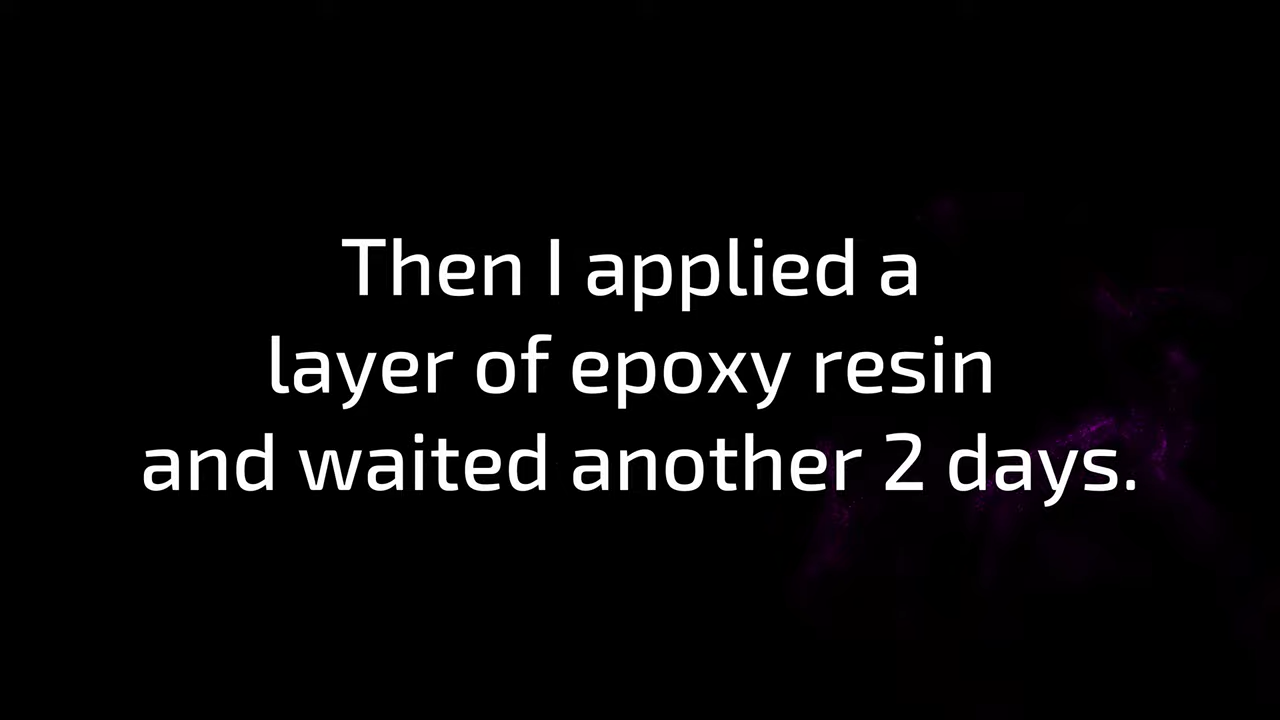 Then I applied a
layer of epoxy resin
and waited another 2 days.